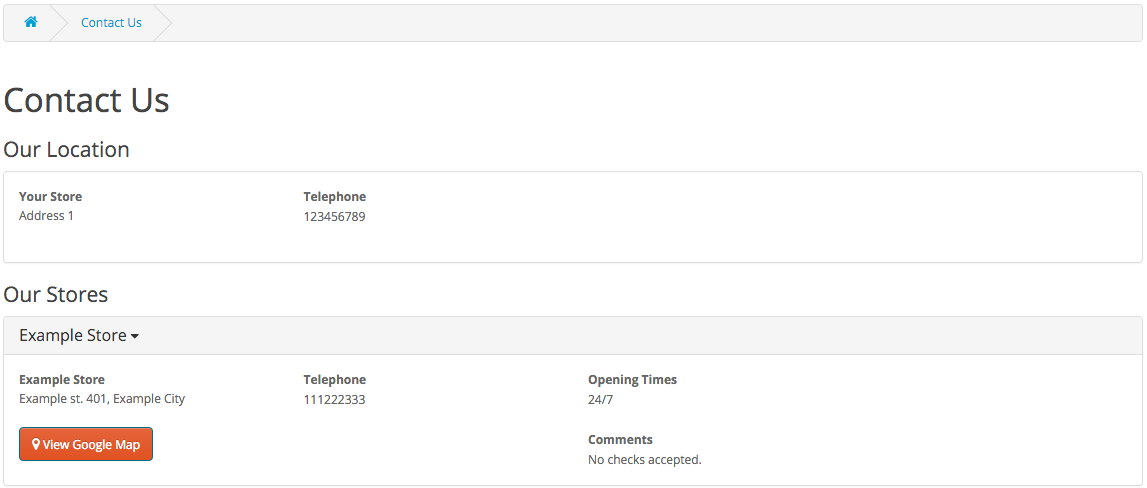 Contact Us
Contact Us
Our Location
Your Store
Address 1
Telephone
123456789
Our Stores
Example Store
Example Store
Example st. 401, Example City
View Google Map
Telephone
111222333
Opening Times
24/7
Comments
No checks accepted.